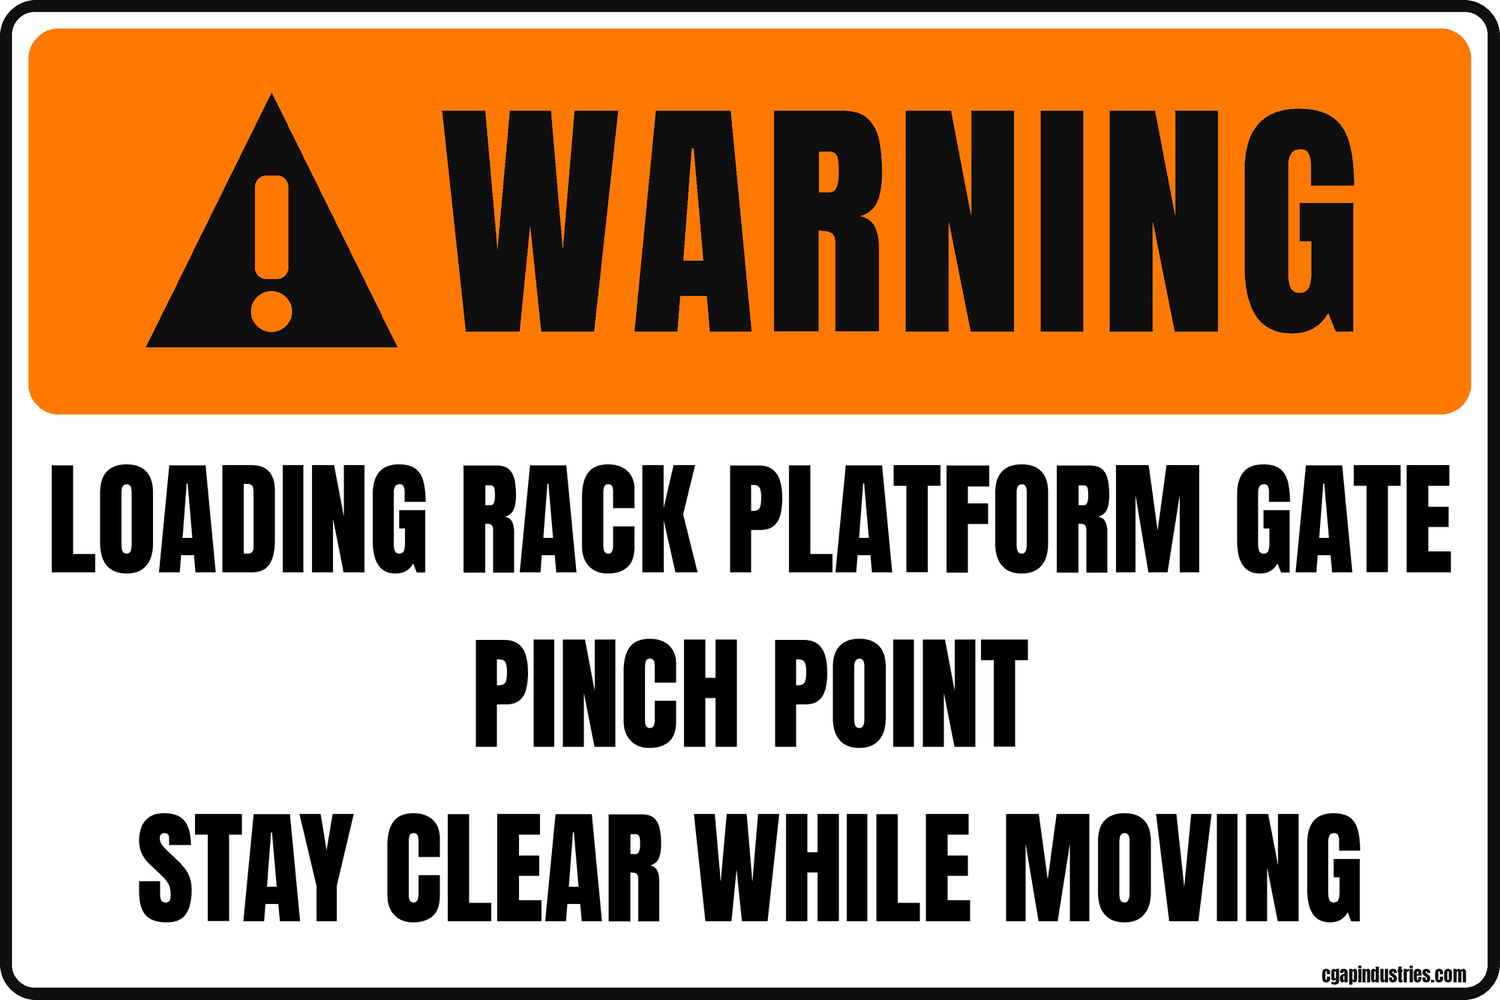 WARNING
LOADING RACK PLATFORM GATE
PINCH POINT
STAY CLEAR WHILE MOVING
cgapindustries.com